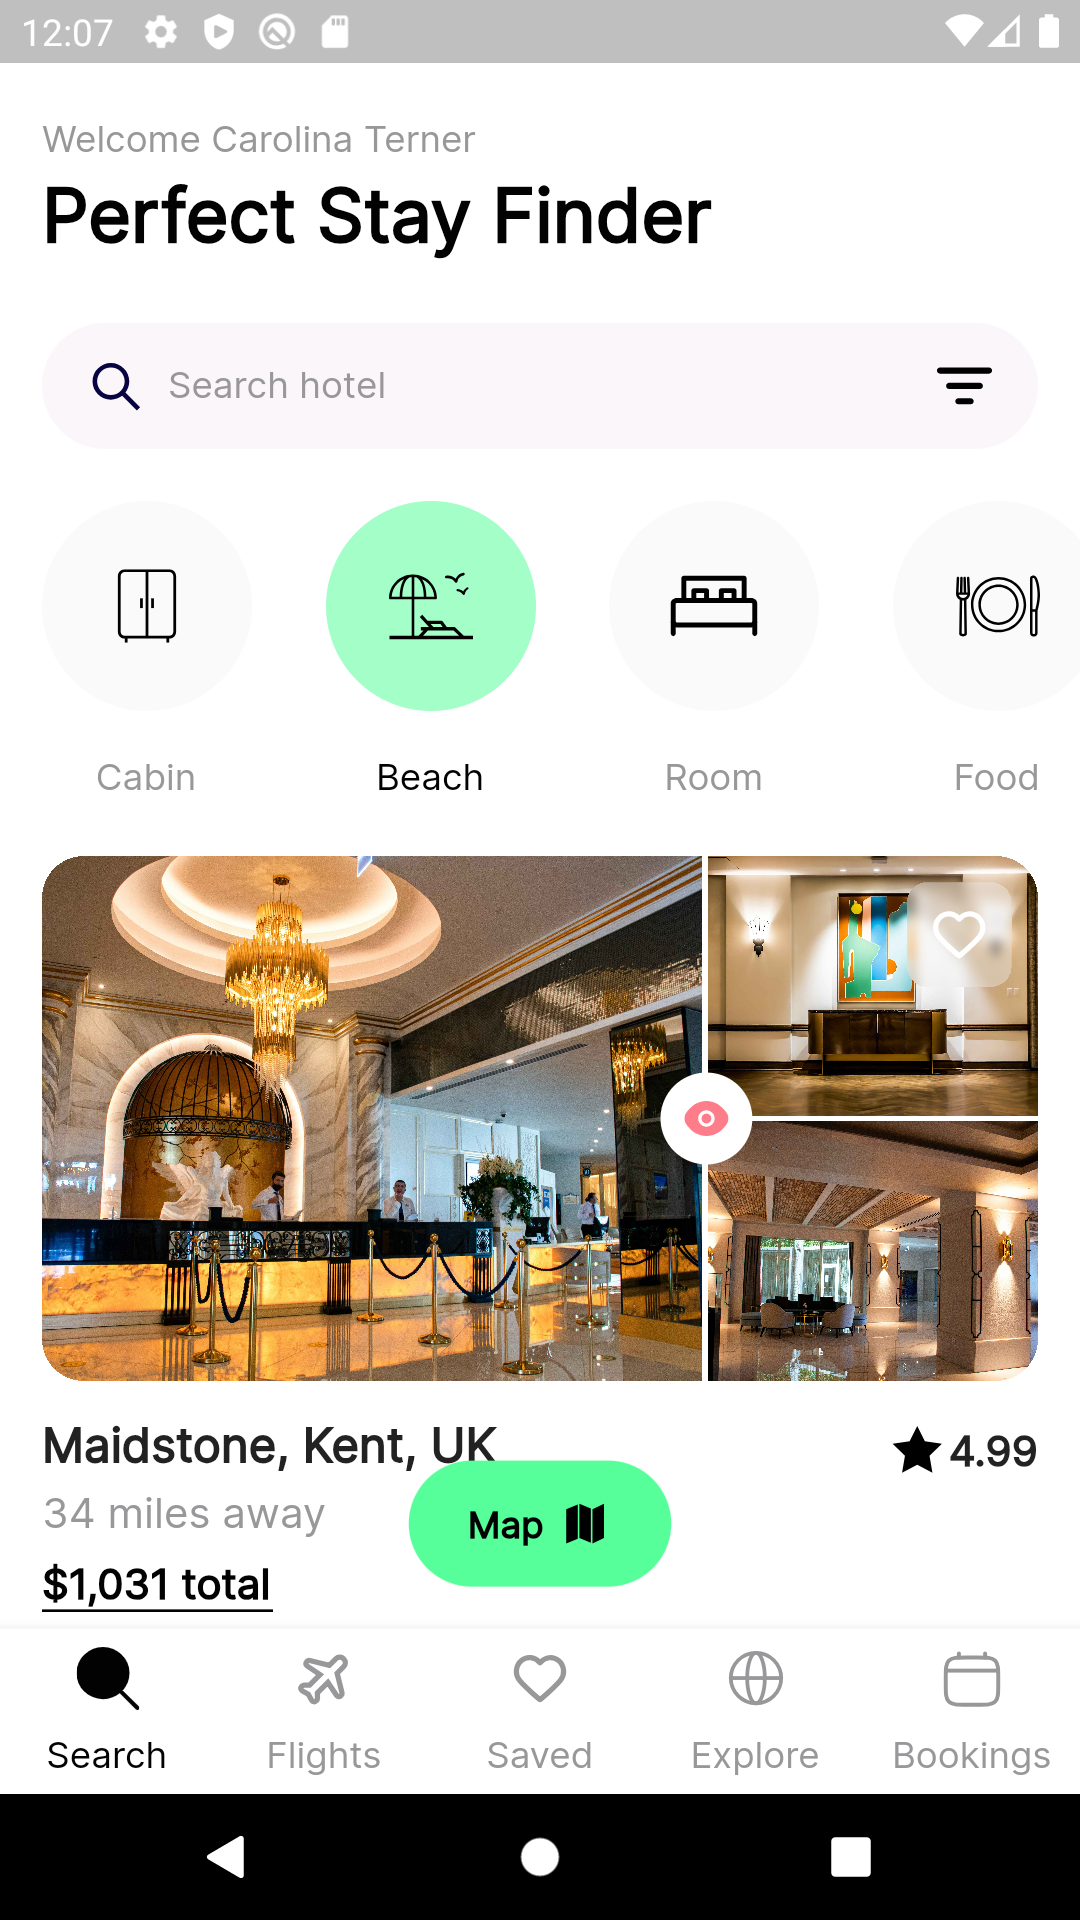 12:07
Welcome Carolina Terner
Perfect Stay Finder
Search hotel
Cabin
Beach
Room
Food
Maidstone, Kent, UK
4.99
34 miles away
Map
$1,031 total
Search
Flights
Saved
Explore
Bookings